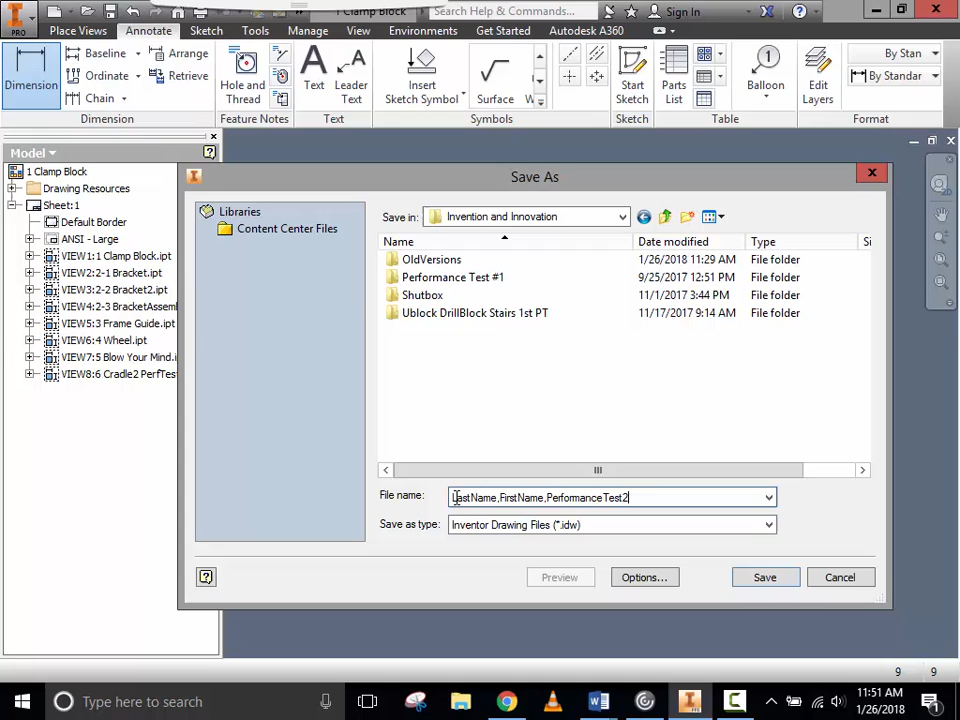 PRO
1 Clamp Block
Search Help & Commands...
Sign In
Place Views
Annotate
Sketch
Tools
Manage
View
Environments
Get Started
Autodesk A360
Dimension
Baseline
Ordinate
Chain
Arrange
Retrieve
Dimension
Hole and
Thread
Feature Notes
Text
Leader
Text
Text
Insert
Sketch Symbol
Surface
Symbols
Start
Sketch
Sketch
Parts
List
Balloon
Table
Edit
Layers
By Stan
By Standar
Format
Model
1 Clamp Block
Drawing Resources
Sheet:1
Default Border
ANSI - Large
VIEW1:1 Clamp Block.ipt
VIEW2:2-1 Bracket.ipt
VIEW3:2-2 Bracket2.ipt
VIEW4:2-3 BracketAssem
VIEW5:3 Frame Guide.ipt
VIEW6:4 Wheel.ipt
VIEW7:5 Blow Your Mind.i
VIEW8:6 Cradle2 PerfTes
Save As
Libraries
Content Center Files
Save in:
Invention and Innovation
Name
Date modified
Type
Si
OldVersions
1/26/2018 11:29 AM
File folder
Performance Test #1
9/25/2017 12:51 PM
File folder
Shutbox
11/1/2017 3:44 PM
File folder
Ublock DrillBlock Stairs 1st PT
11/17/2017 9:14 AM
File folder
File name:
LastName,FirstName,PerformanceTest2
Save as type:
Inventor Drawing Files (*.idw)
Preview
Options...
Save
Cancel
9
9
Type here to search
11:51 AM
1/26/2018
1